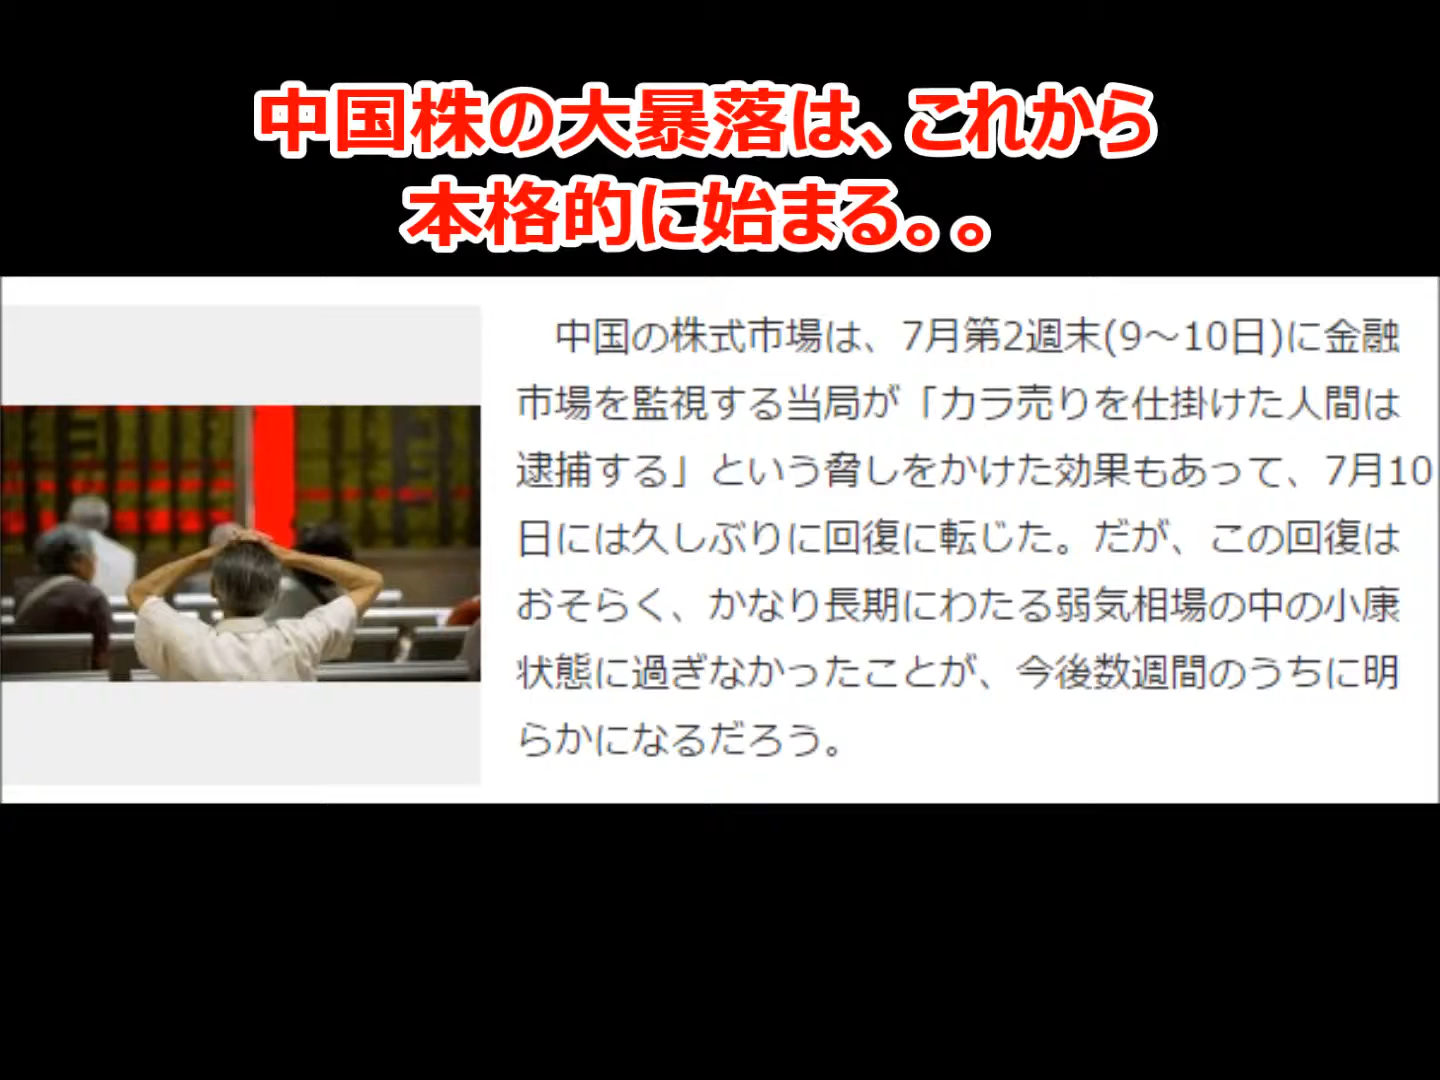 中国株の大暴落は、これから
本格的に始まる。。
中国の株式市場は、7月第2週末(9～10日)に金融
市場を監視する当局が「カラ売りを仕掛けた人間は
逮捕する」という脅しをかけた効果もあって、7月10
日には久しぶりに回復に転じた。だが、この回復は
おそらく、かなり長期にわたる弱気相場の中の小康
状態に過ぎなかったことが、今後数週間のうちに明
らかになるだろう。